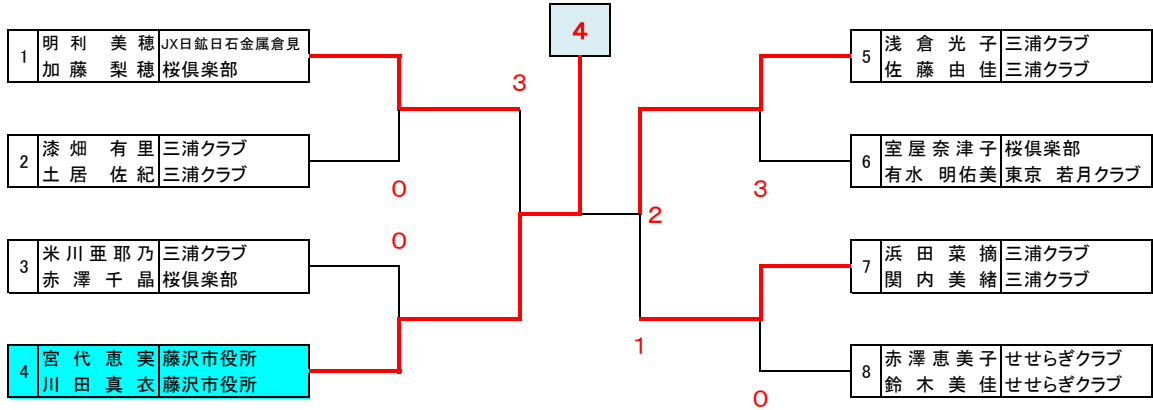 4
1 明利 美穂 JX日鉱日石金属倉見
加藤 梨穂 桜倶楽部
3
2 漆畑 有里 三浦クラブ
土居 佐紀 三浦クラブ
0
0
3 米川亜耶乃 三浦クラブ
赤澤千晶 桜倶楽部
4 宮代恵実 藤沢市役所
川田真衣 藤沢市役所
5 浅倉光子 三浦クラブ
佐藤由佳 三浦クラブ
6 室屋奈津子 桜倶楽部
有水 明佑美 東京 若月クラブ
3
2
7 浜田菜摘 三浦クラブ
関内美緒 三浦クラブ
1
8 赤澤恵美子 せせらぎクラブ
鈴木美佳 せせらぎクラブ
0